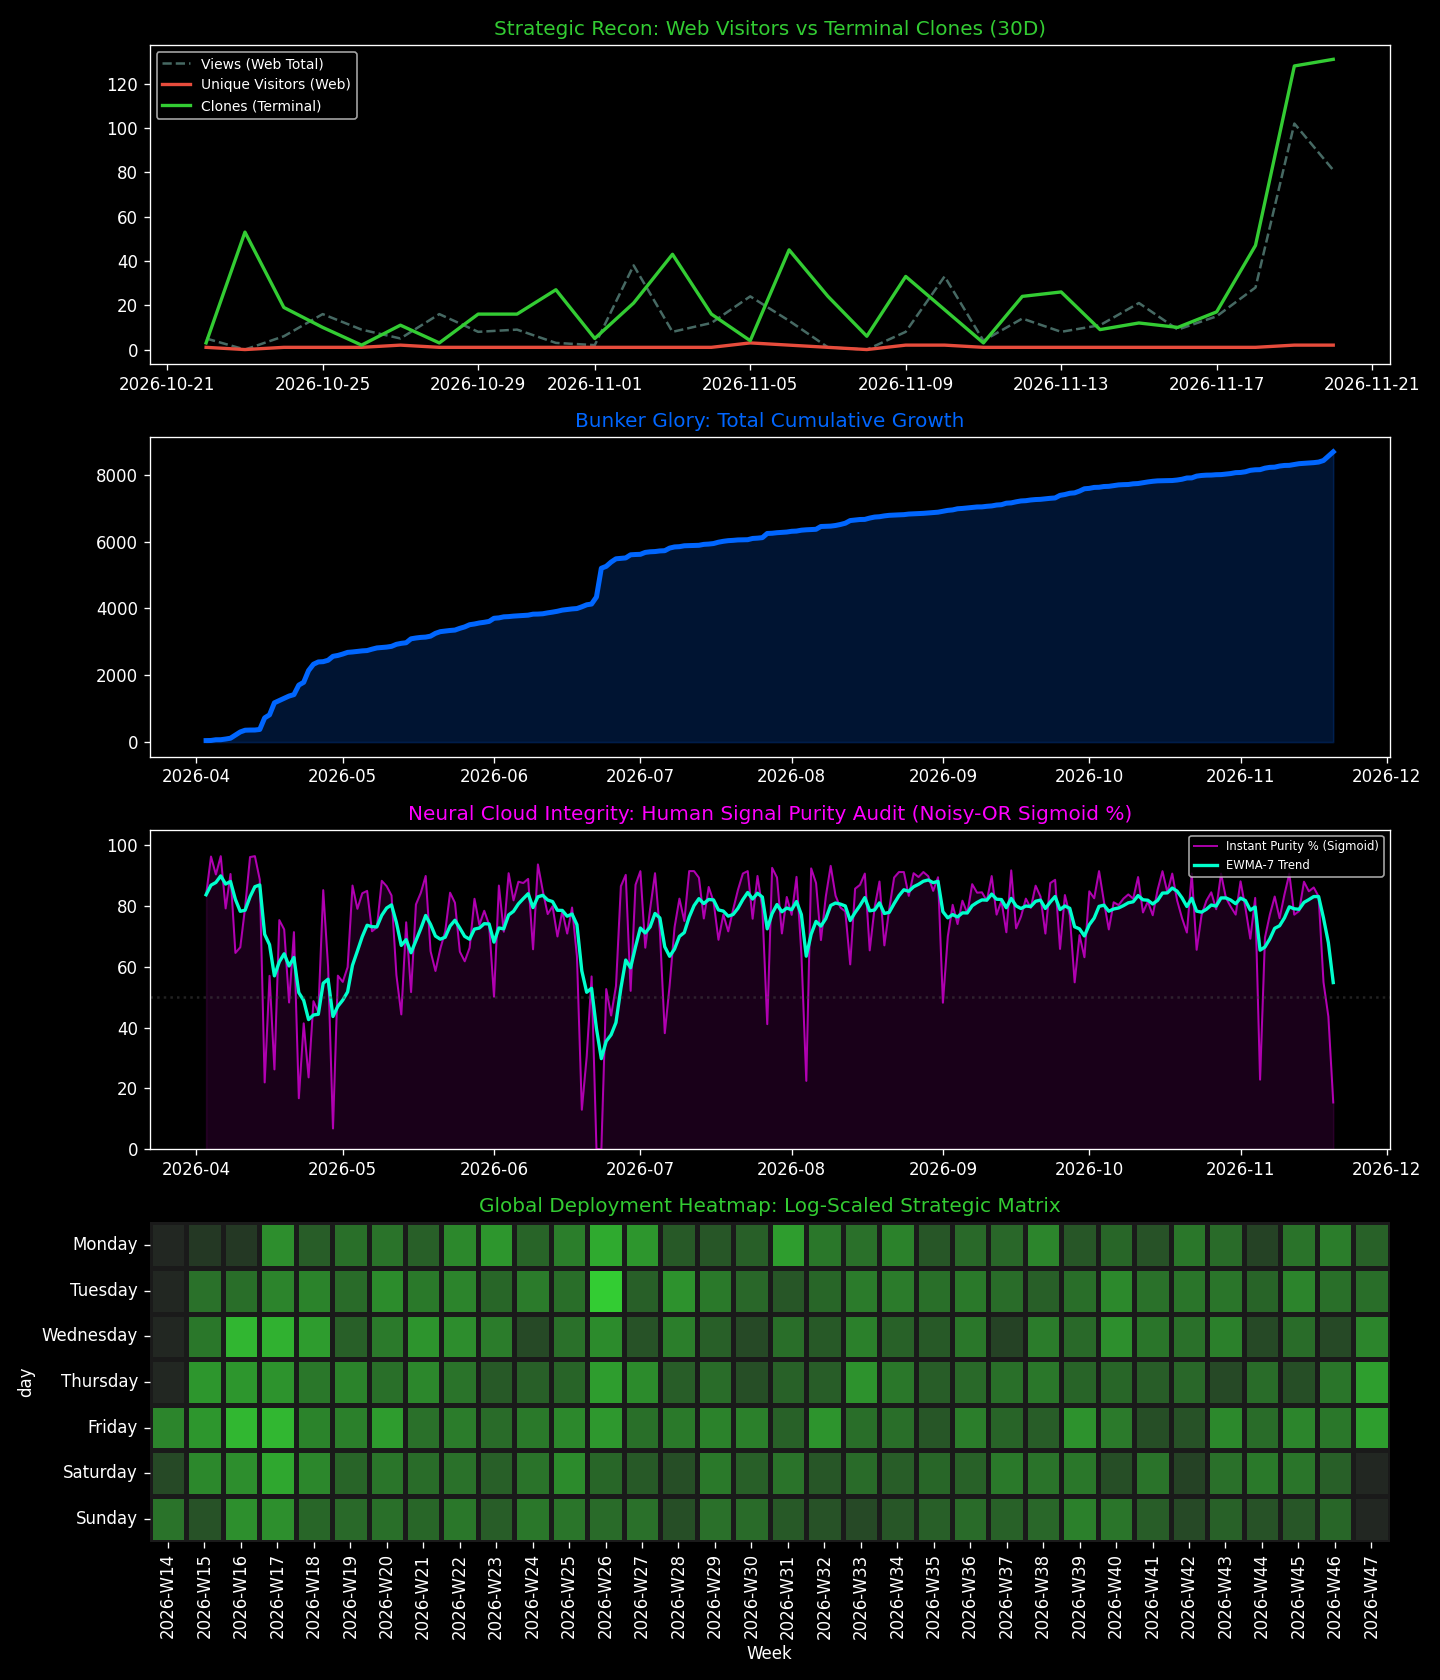 Strategic Recon: Web Visitors vs Terminal Clones (30D)
Views (Web Total)
Unique Visitors (Web)
Clones (Terminal)
120
100
80
60
40
20
0
2026-10-21 2026-10-25 2026-10-29 2026-11-01 2026-11-05 2026-11-09 2026-11-13 2026-11-17 2026-11-21
Bunker Glory: Total Cumulative Growth
8000
6000
4000
2000
0
2026-04 2026-05 2026-06 2026-07 2026-08 2026-09 2026-10 2026-11 2026-12
Neural Cloud Integrity: Human Signal Purity Audit (Noisy-OR Sigmoid %)
Instant Purity % (Sigmoid)
EWMA-7 Trend
100
80
60
40
20
0
2026-04 2026-05 2026-06 2026-07 2026-08 2026-09 2026-10 2026-11 2026-12
Global Deployment Heatmap: Log-Scaled Strategic Matrix
day
Monday
Tuesday
Wednesday
Thursday
Friday
Saturday
Sunday
2026-W14 2026-W15 2026-W16 2026-W17 2026-W18 2026-W19 2026-W20 2026-W21 2026-W22 2026-W23 2026-W24 2026-W25 2026-W26 2026-W27 2026-W28 2026-W29 2026-W30 2026-W31 2026-W32 2026-W33 2026-W34 2026-W35 2026-W36 2026-W37 2026-W38 2026-W39 2026-W40 2026-W41 2026-W42 2026-W43 2026-W44 2026-W45 2026-W46 2026-W47
Week